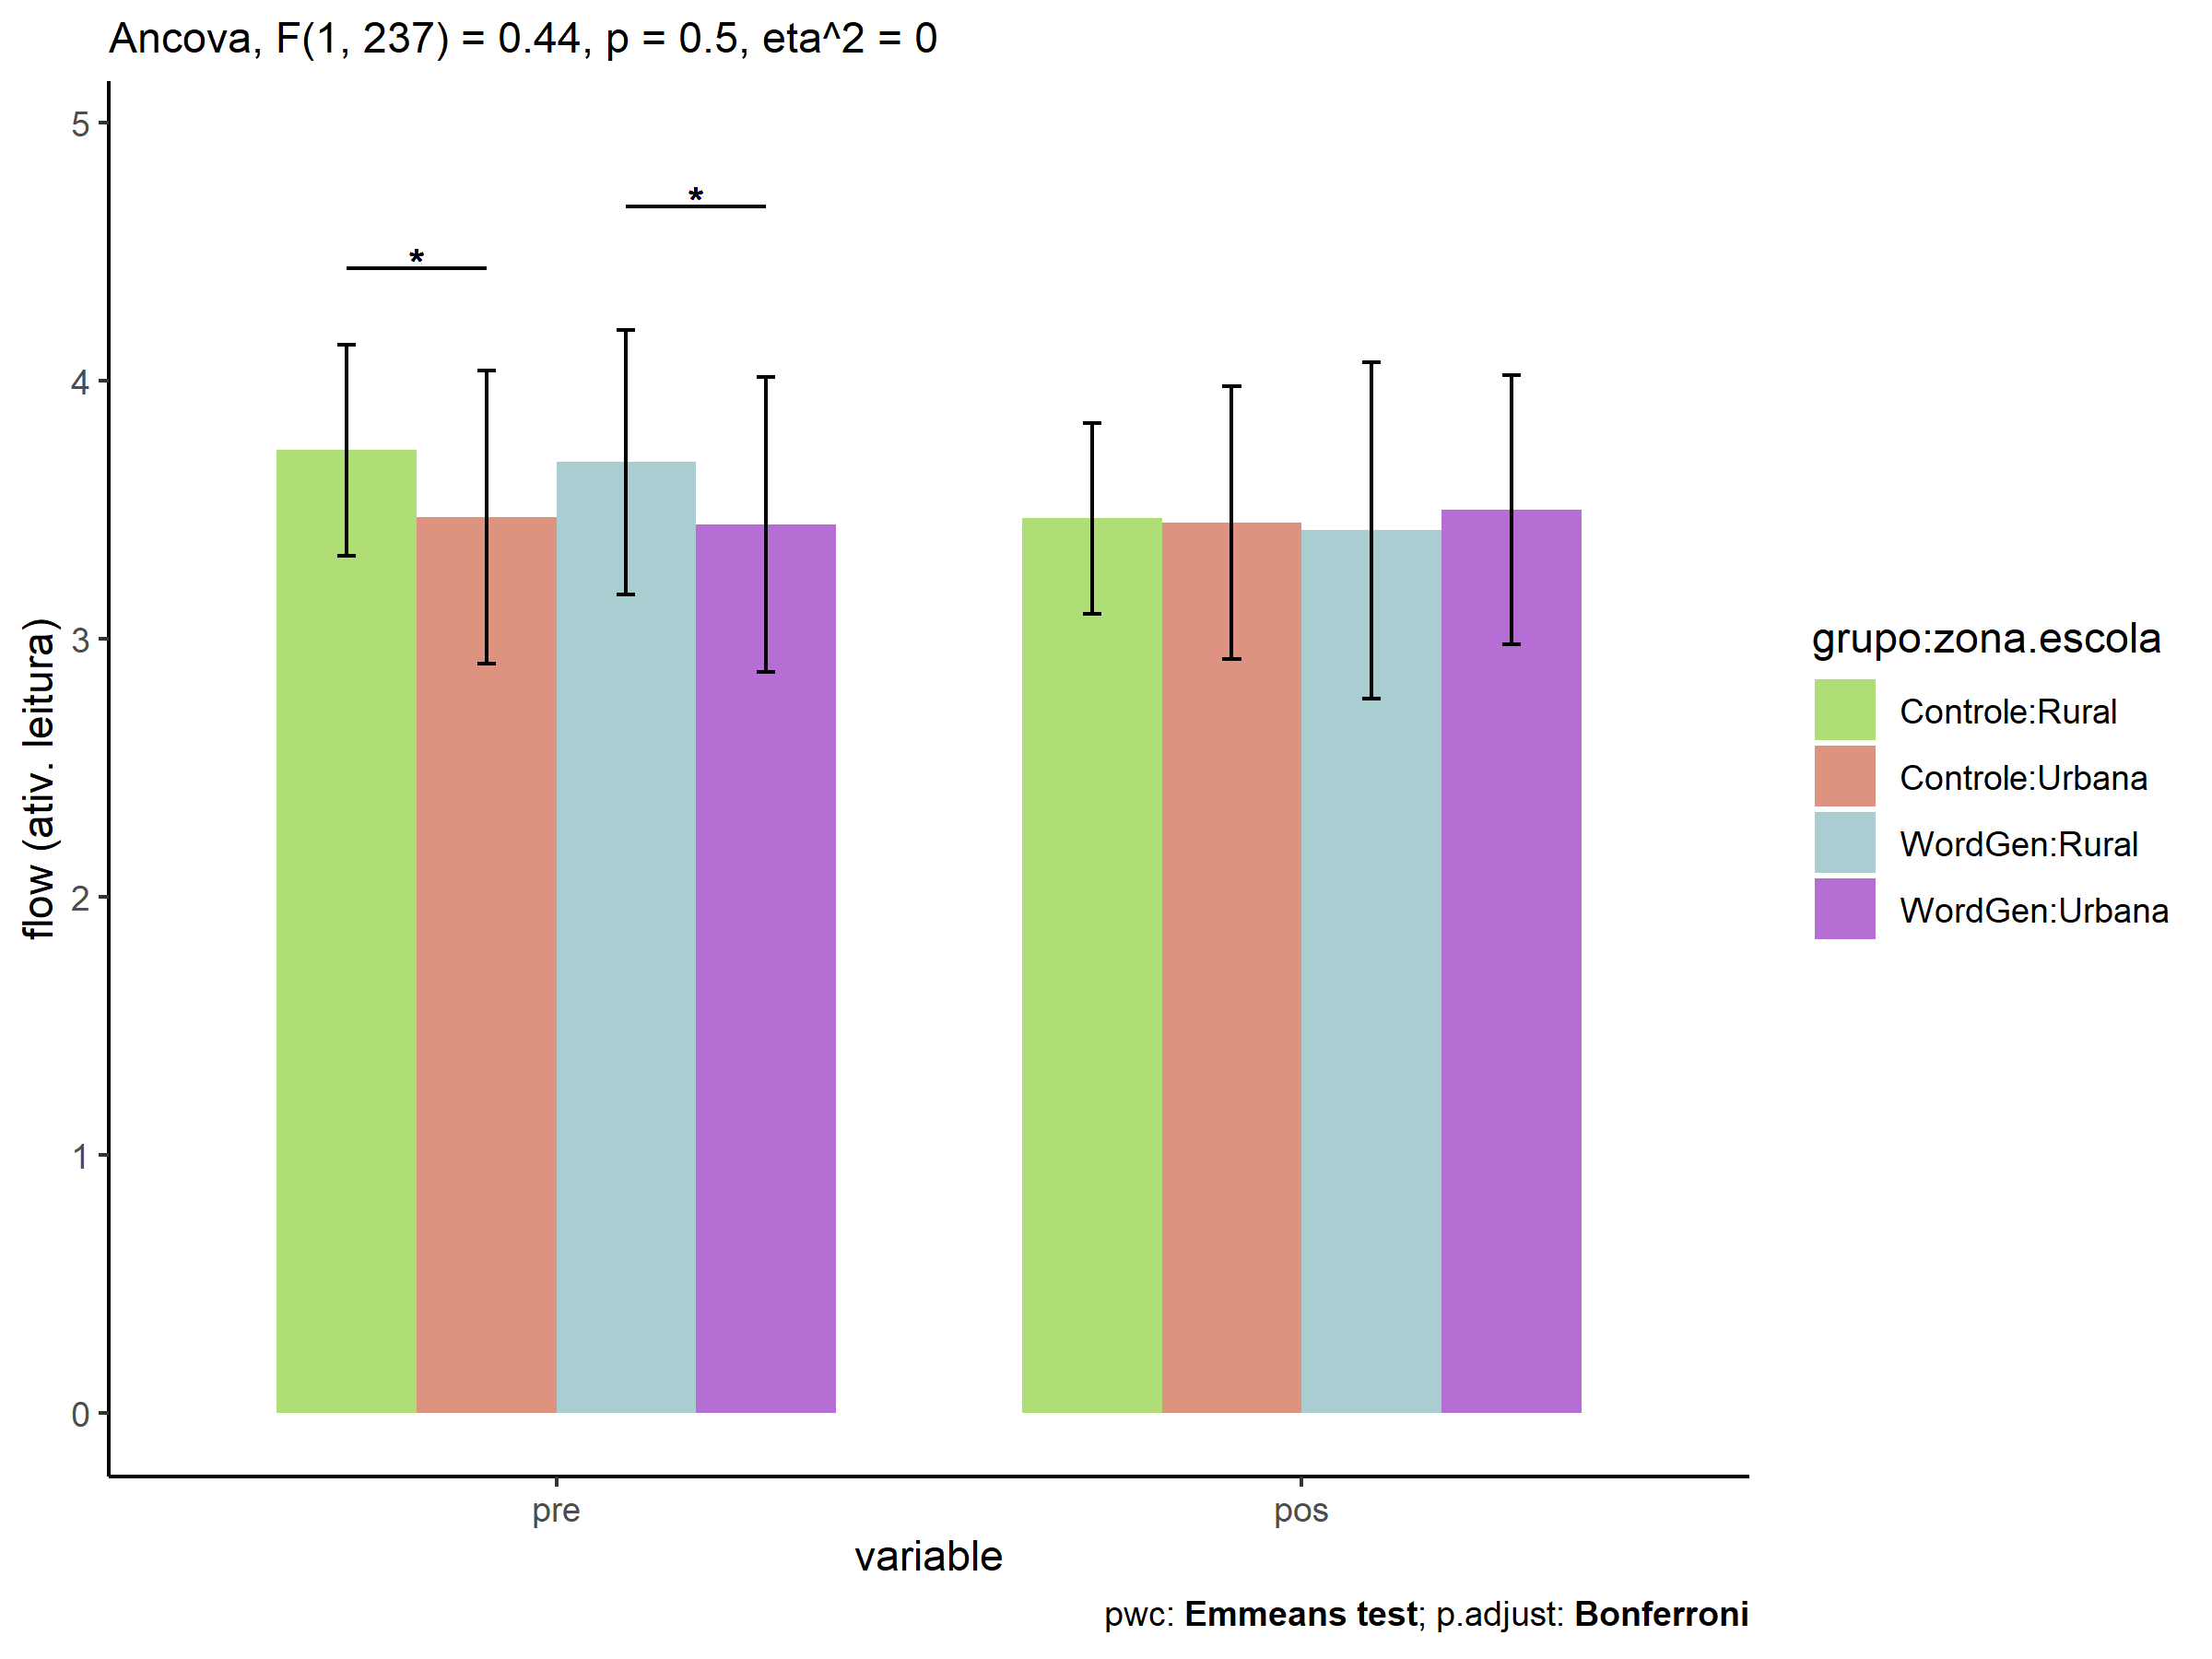 Ancova, F(1, 237) = 0.44, p = 0.5, eta^2 = 0
flow (ativ. leitura)
5
4
3
2
1
0
*
*
pre
pos
variable
grupo:zona.escola
Controle:Rural
Controle:Urbana
WordGen:Rural
WordGen:Urbana
pwc: Emmeans test; p.adjust: Bonferroni